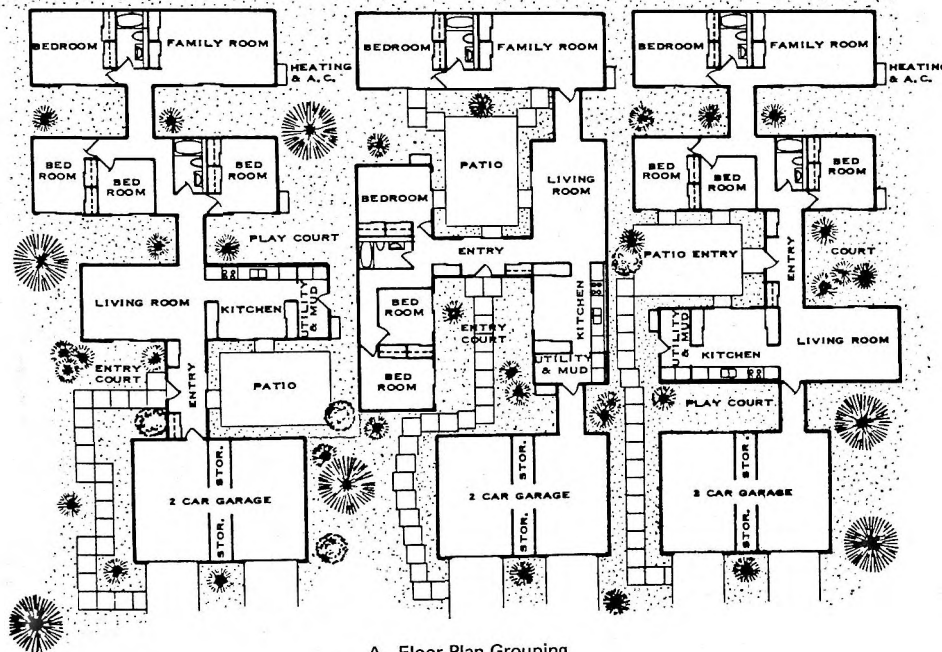 BEDROOM
FAMILY ROOM
HEATING
& A.C.
BED
ROOM
BED
ROOM
BED
ROOM
PLAY COURT
LIVING ROOM
KITCHEN
UTILITY
& MUD
ENTRY
COURT
ENTRY
PATIO
STOR.
2 CAR GARAGE
STOR.
BEDROOM
FAMILY ROOM
PATIO
LIVING
ROOM
BEDROOM
ENTRY
BED
ROOM
ENTRY
COURT
KITCHEN
BED
ROOM
UTILITY
& MUD
STOR.
2 CAR GARAGE
STOR.
BEDROOM
FAMILY ROOM
HEATING
& A.C.
BED
ROOM
BED
ROOM
BED
ROOM
PATIO ENTRY
ENTRY
COURT
UTILITY
& MUD
KITCHEN
LIVING ROOM
PLAY COURT
STOR.
2 CAR GARAGE
STOR.
A. Floor Plan Grouping